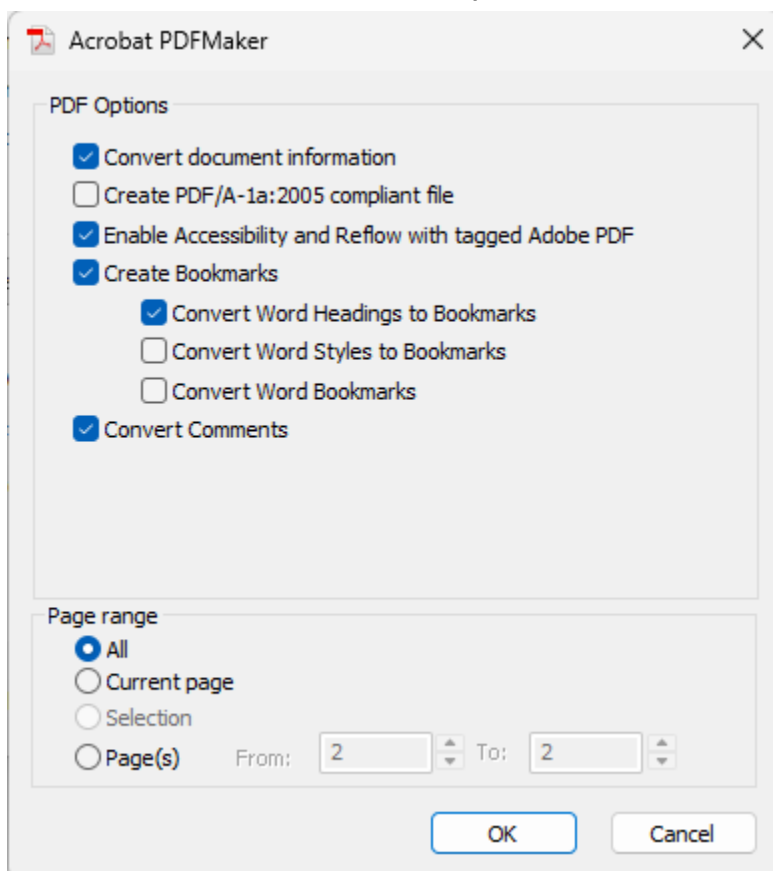 Acrobat PDFMaker
PDF Options
Convert document information
Create PDF/A-1a:2005 compliant file
Enable Accessibility and Reflow with tagged Adobe PDF
Create Bookmarks
Convert Word Headings to Bookmarks
Convert Word Styles to Bookmarks
Convert Word Bookmarks
Convert Comments
Page range
All
Current page
Selection
Page(s) From: 2 To: 2
OK Cancel